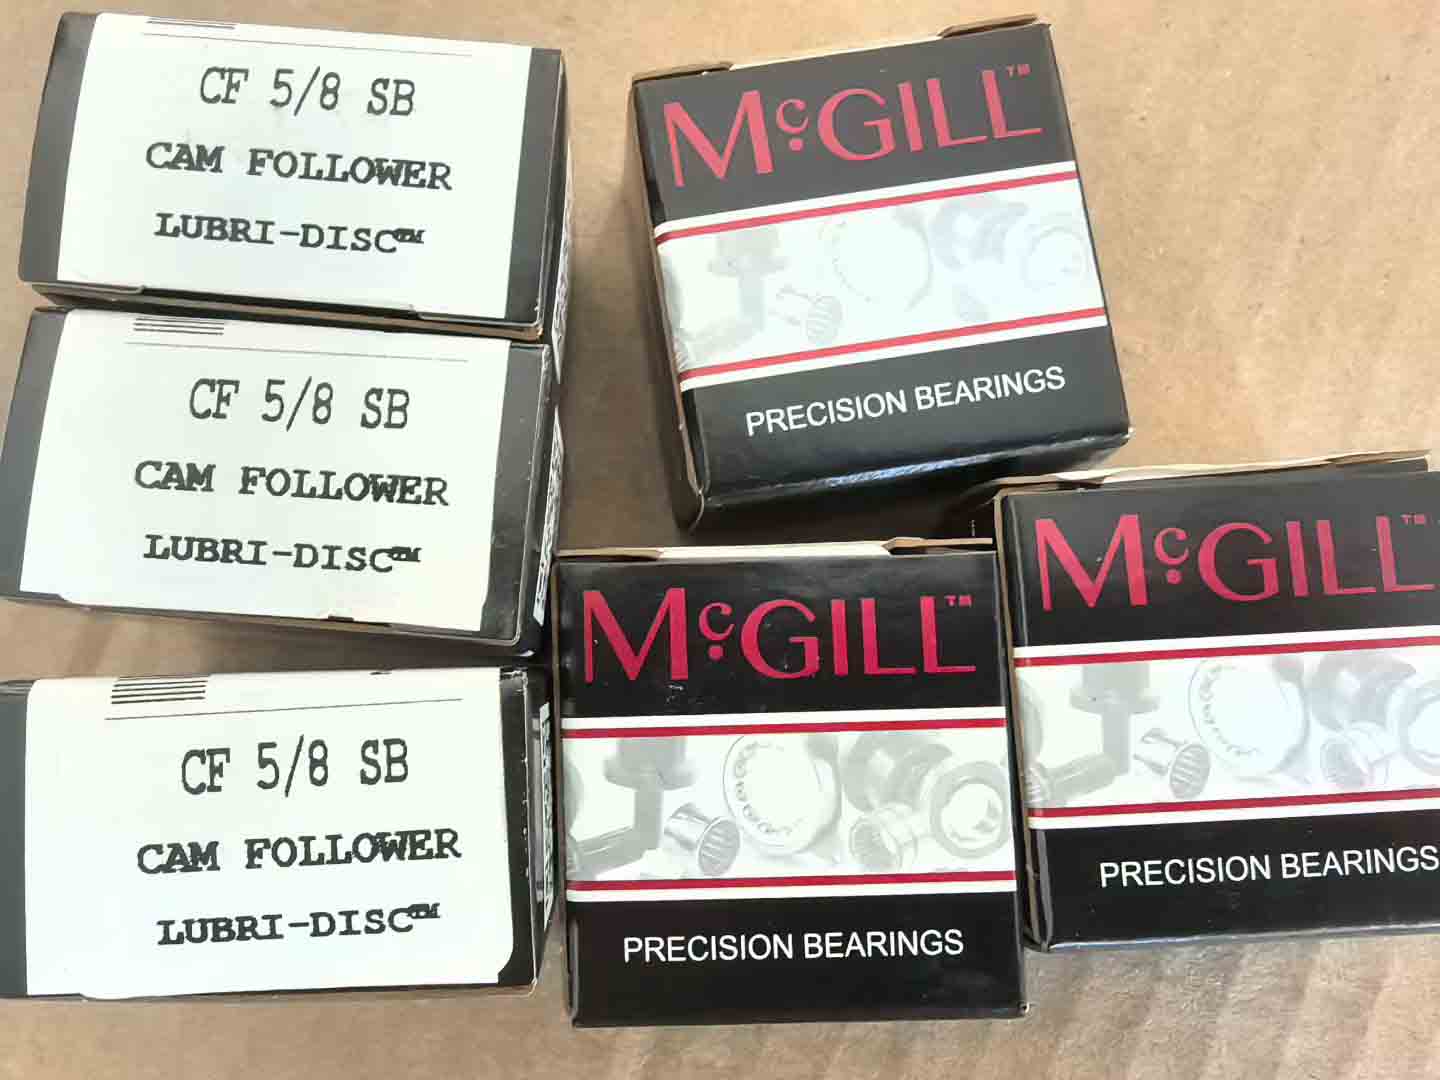 CF 5/8 SB
CAM FOLLOWER
LUBRI-DISC™
CF 5/8 SB
CAM FOLLOWER
LUBRI-DISC™
CF 5/8 SB
CAM FOLLOWER
LUBRI-DISC™
McGILL™
PRECISION BEARINGS
McGILL™
PRECISION BEARINGS
McGILL™
PRECISION BEARINGS